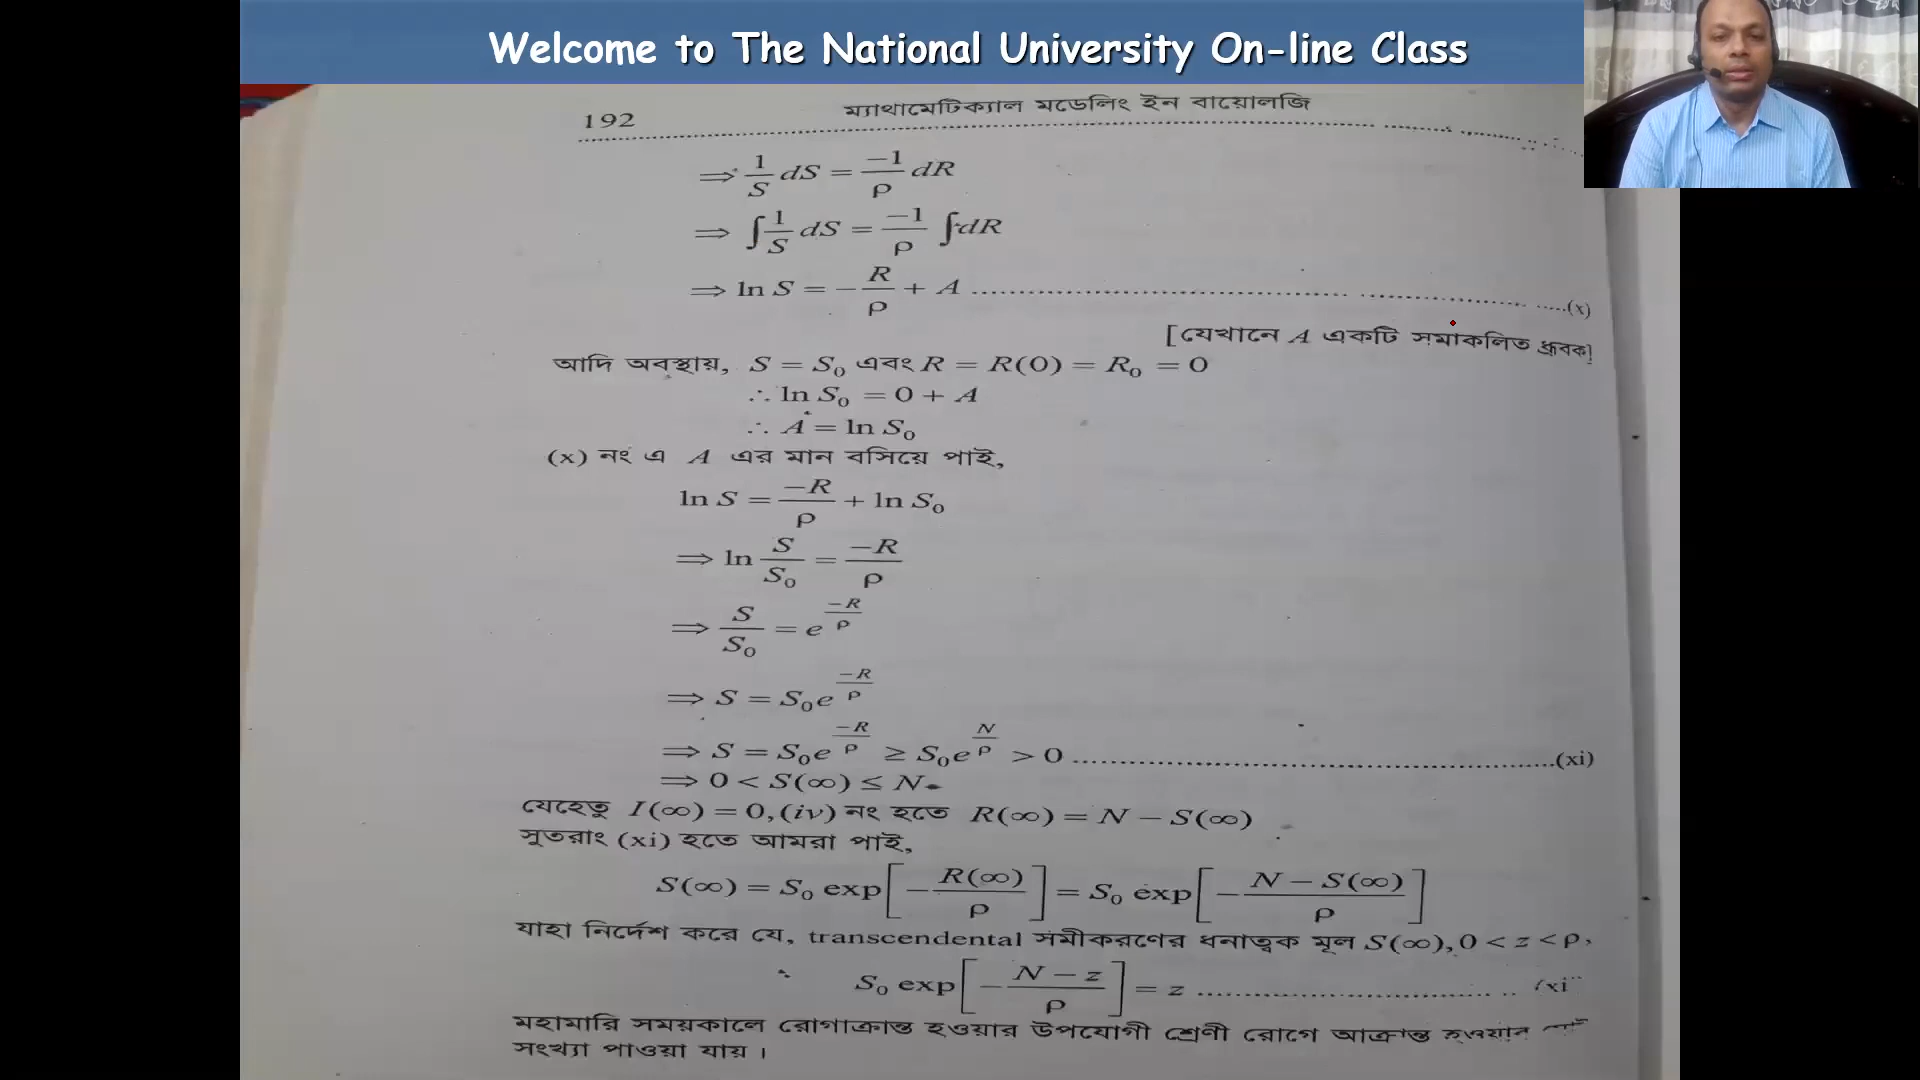 Welcome to The National University On-line Class
192 ম্যাথামেটিক্যাল মডেলিং ইন বায়োলজি
⇒ 1/S dS = −1/ρ dR
⇒ ∫ 1/S dS = −1/ρ ∫ dR
⇒ ln S = − R/ρ + A ....................(x)
[যেখানে A একটি সমাকলিত ধ্রুবক]
আদি অবস্থায়, S = S₀ এবং R = R(0) = R₀ = 0
∴ ln S₀ = 0 + A
∴ A = ln S₀
(x) নং এ A এর মান বসিয়ে পাই,
ln S = −R/ρ + ln S₀
⇒ ln S/S₀ = −R/ρ
⇒ S/S₀ = e^(−R/ρ)
⇒ S = S₀e^(−R/ρ)
⇒ S = S₀e^(−R/ρ) ≥ S₀e^(N/ρ) > 0 ....................(xi)
⇒ 0 < S(∞) ≤ N
যেহেতু I(∞) = 0, (iv) নং হতে R(∞) = N − S(∞)
সুতরাং (xi) হতে আমরা পাই,
S(∞) = S₀ exp[− R(∞)/ρ] = S₀ exp[− N − S(∞)/ρ]
যাহা নির্দেশ করে যে, transcendental সমীকরণের ধনাত্বক মূল S(∞), 0 < z < ρ,
S₀ exp[− N − z/ρ] = z ....................(xi
মহামারি সময়কালে রোগাক্রান্ত হওয়ার উপযোগী শ্রেণী রোগে আক্রান্ত হওয়ার
সংখ্যা পাওয়া যায়।